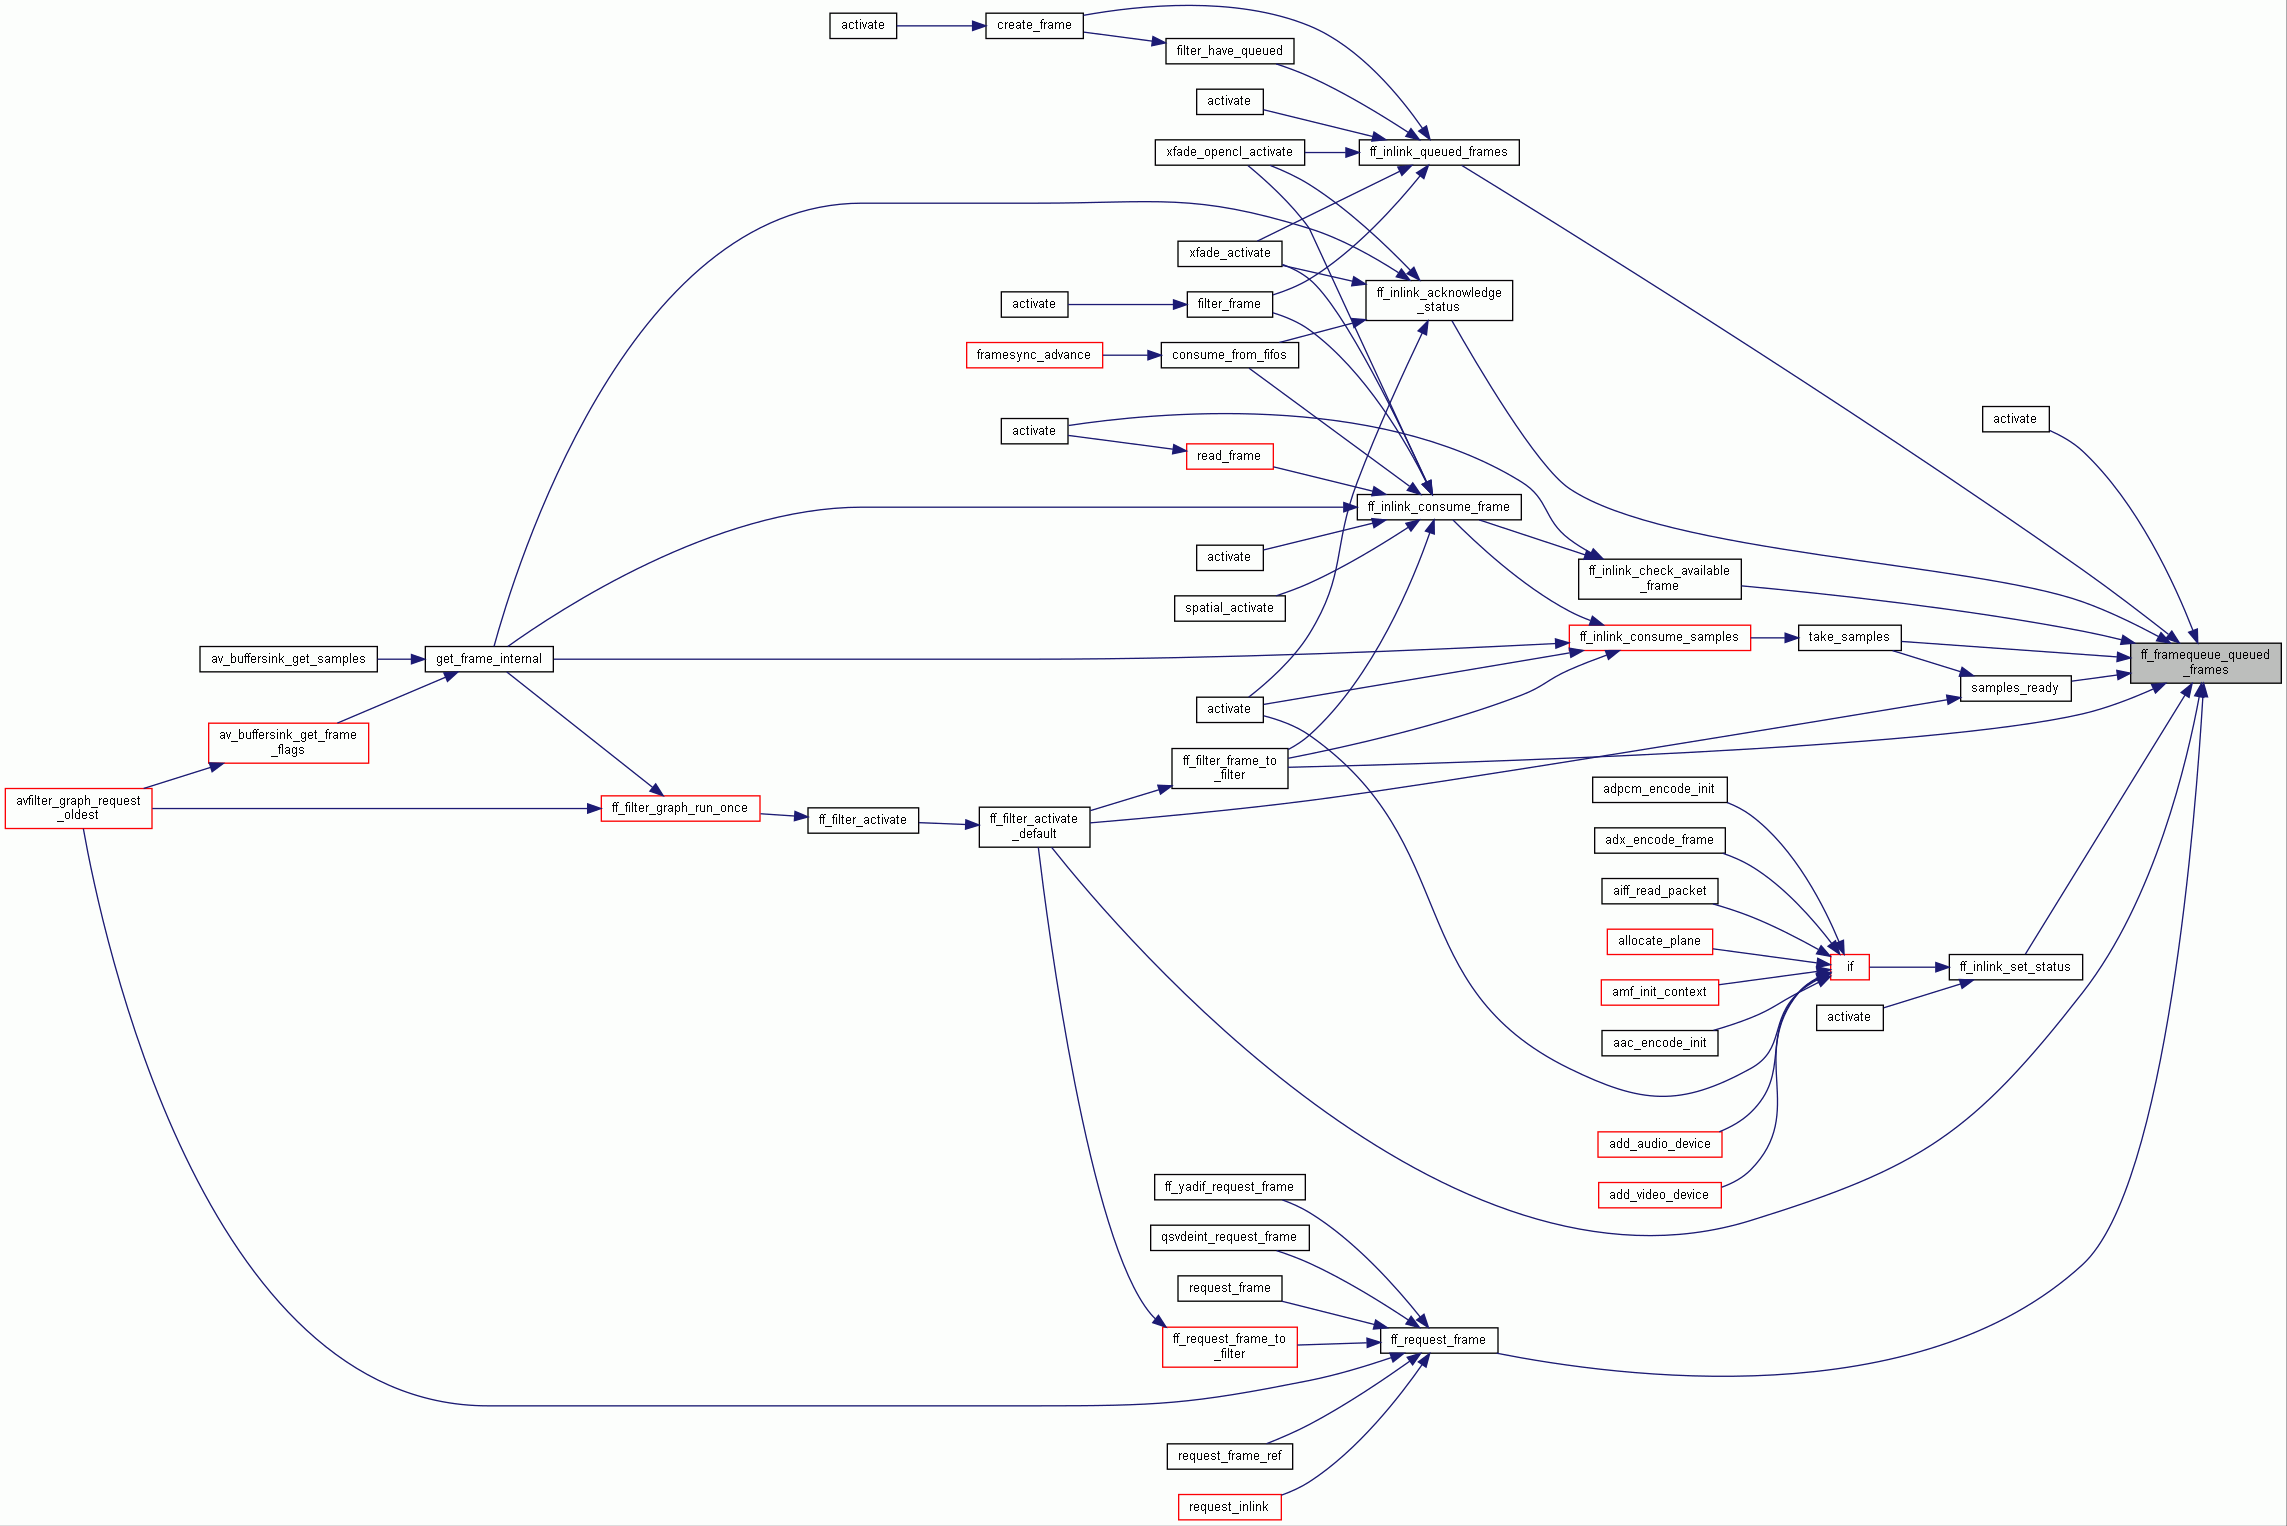 activate
create_frame
filter_have_queued
activate
xfade_opencl_activate
ff_inlink_queued_frames
xfade_activate
activate
filter_frame
ff_inlink_acknowledge
_status
framesync_advance
consume_from_fifos
activate
activate
read_frame
ff_inlink_consume_frame
activate
ff_inlink_check_available
_frame
spatial_activate
ff_inlink_consume_samples
take_samples
av_buffersink_get_samples
get_frame_internal
ff_framequeue_queued
_frames
samples_ready
activate
av_buffersink_get_frame
_flags
ff_filter_frame_to
_filter
adpcm_encode_init
avfilter_graph_request
_oldest
ff_filter_graph_run_once
ff_filter_activate
ff_filter_activate
_default
adx_encode_frame
aiff_read_packet
allocate_plane
if
ff_inlink_set_status
amf_init_context
activate
aac_encode_init
add_audio_device
ff_yadif_request_frame
add_video_device
qsvdeint_request_frame
request_frame
ff_request_frame_to
_filter
ff_request_frame
request_frame_ref
request_inlink